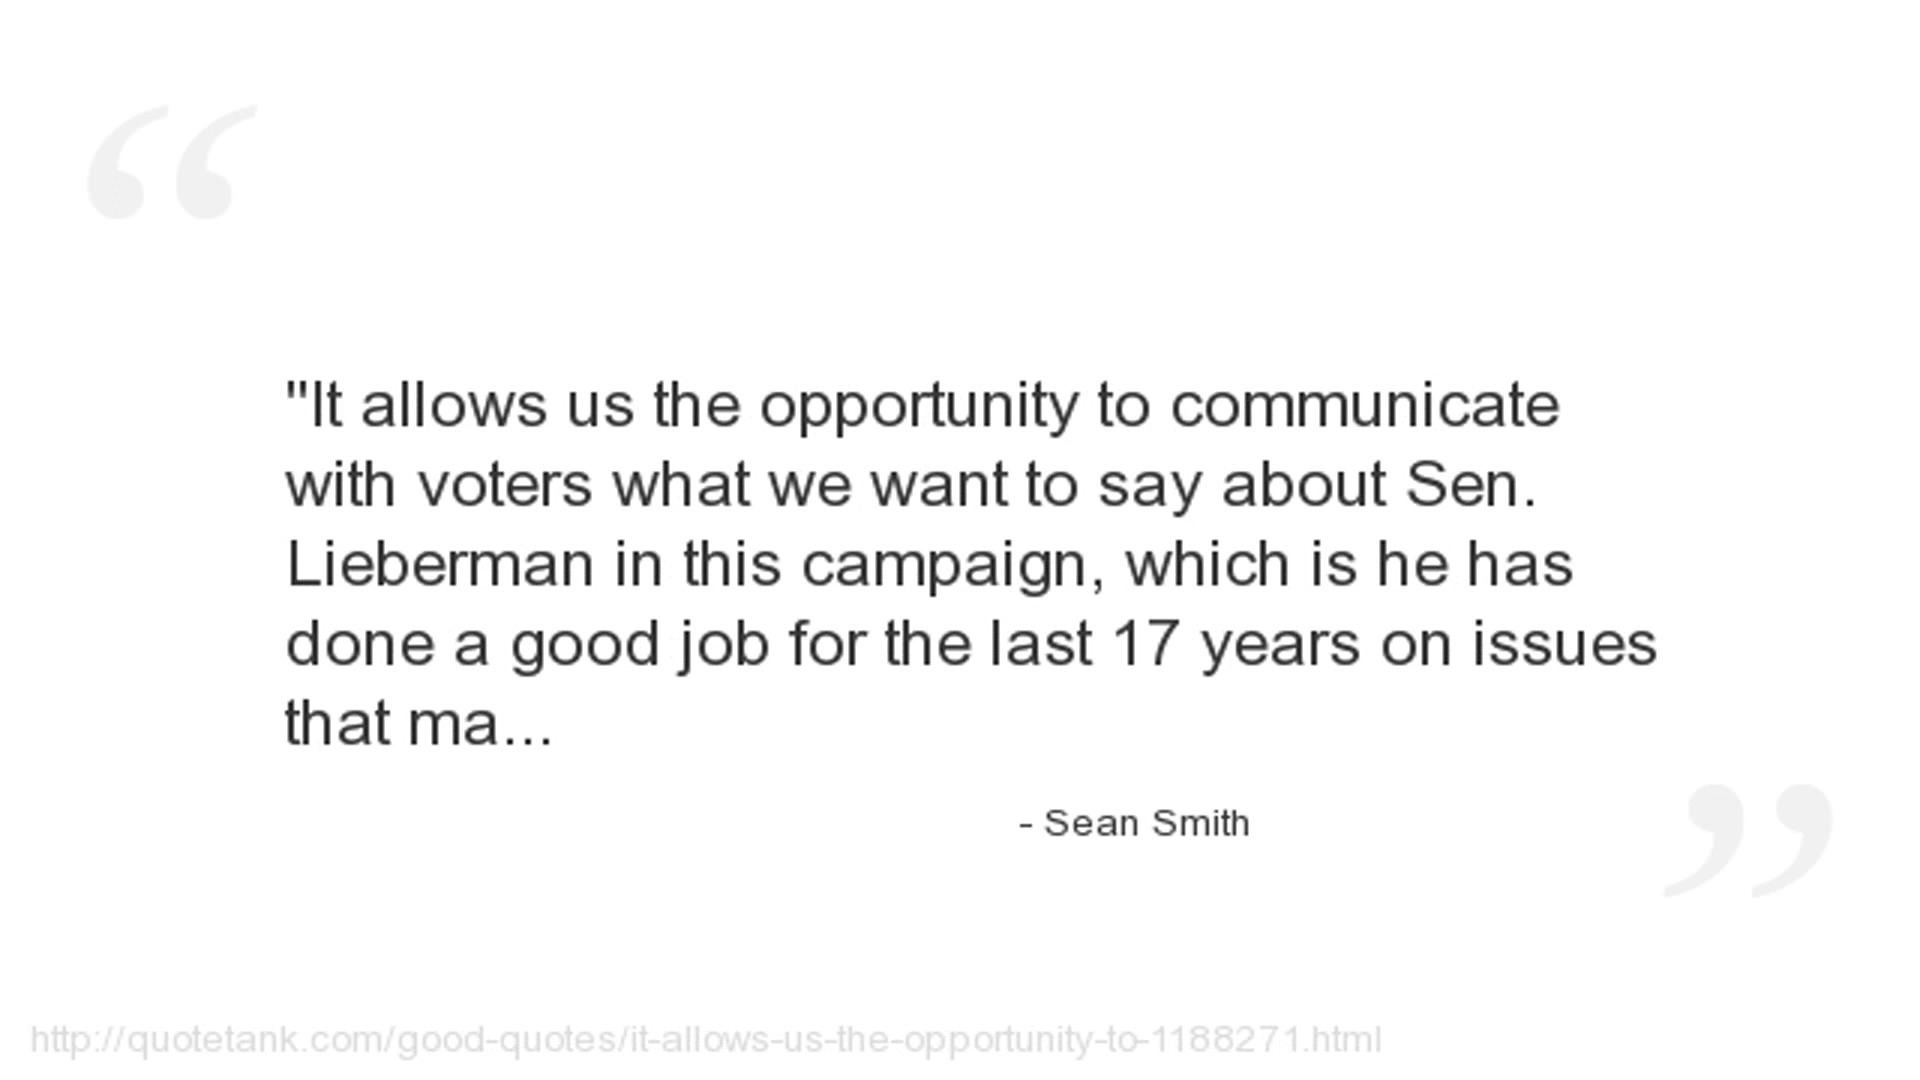 "It allows us the opportunity to communicate
with voters what we want to say about Sen.
Lieberman in this campaign, which is he has
done a good job for the last 17 years on issues
that ma...
- Sean Smith
http://quotetank.com/good-quotes/it-allows-us-the-opportunity-to-1188271.html